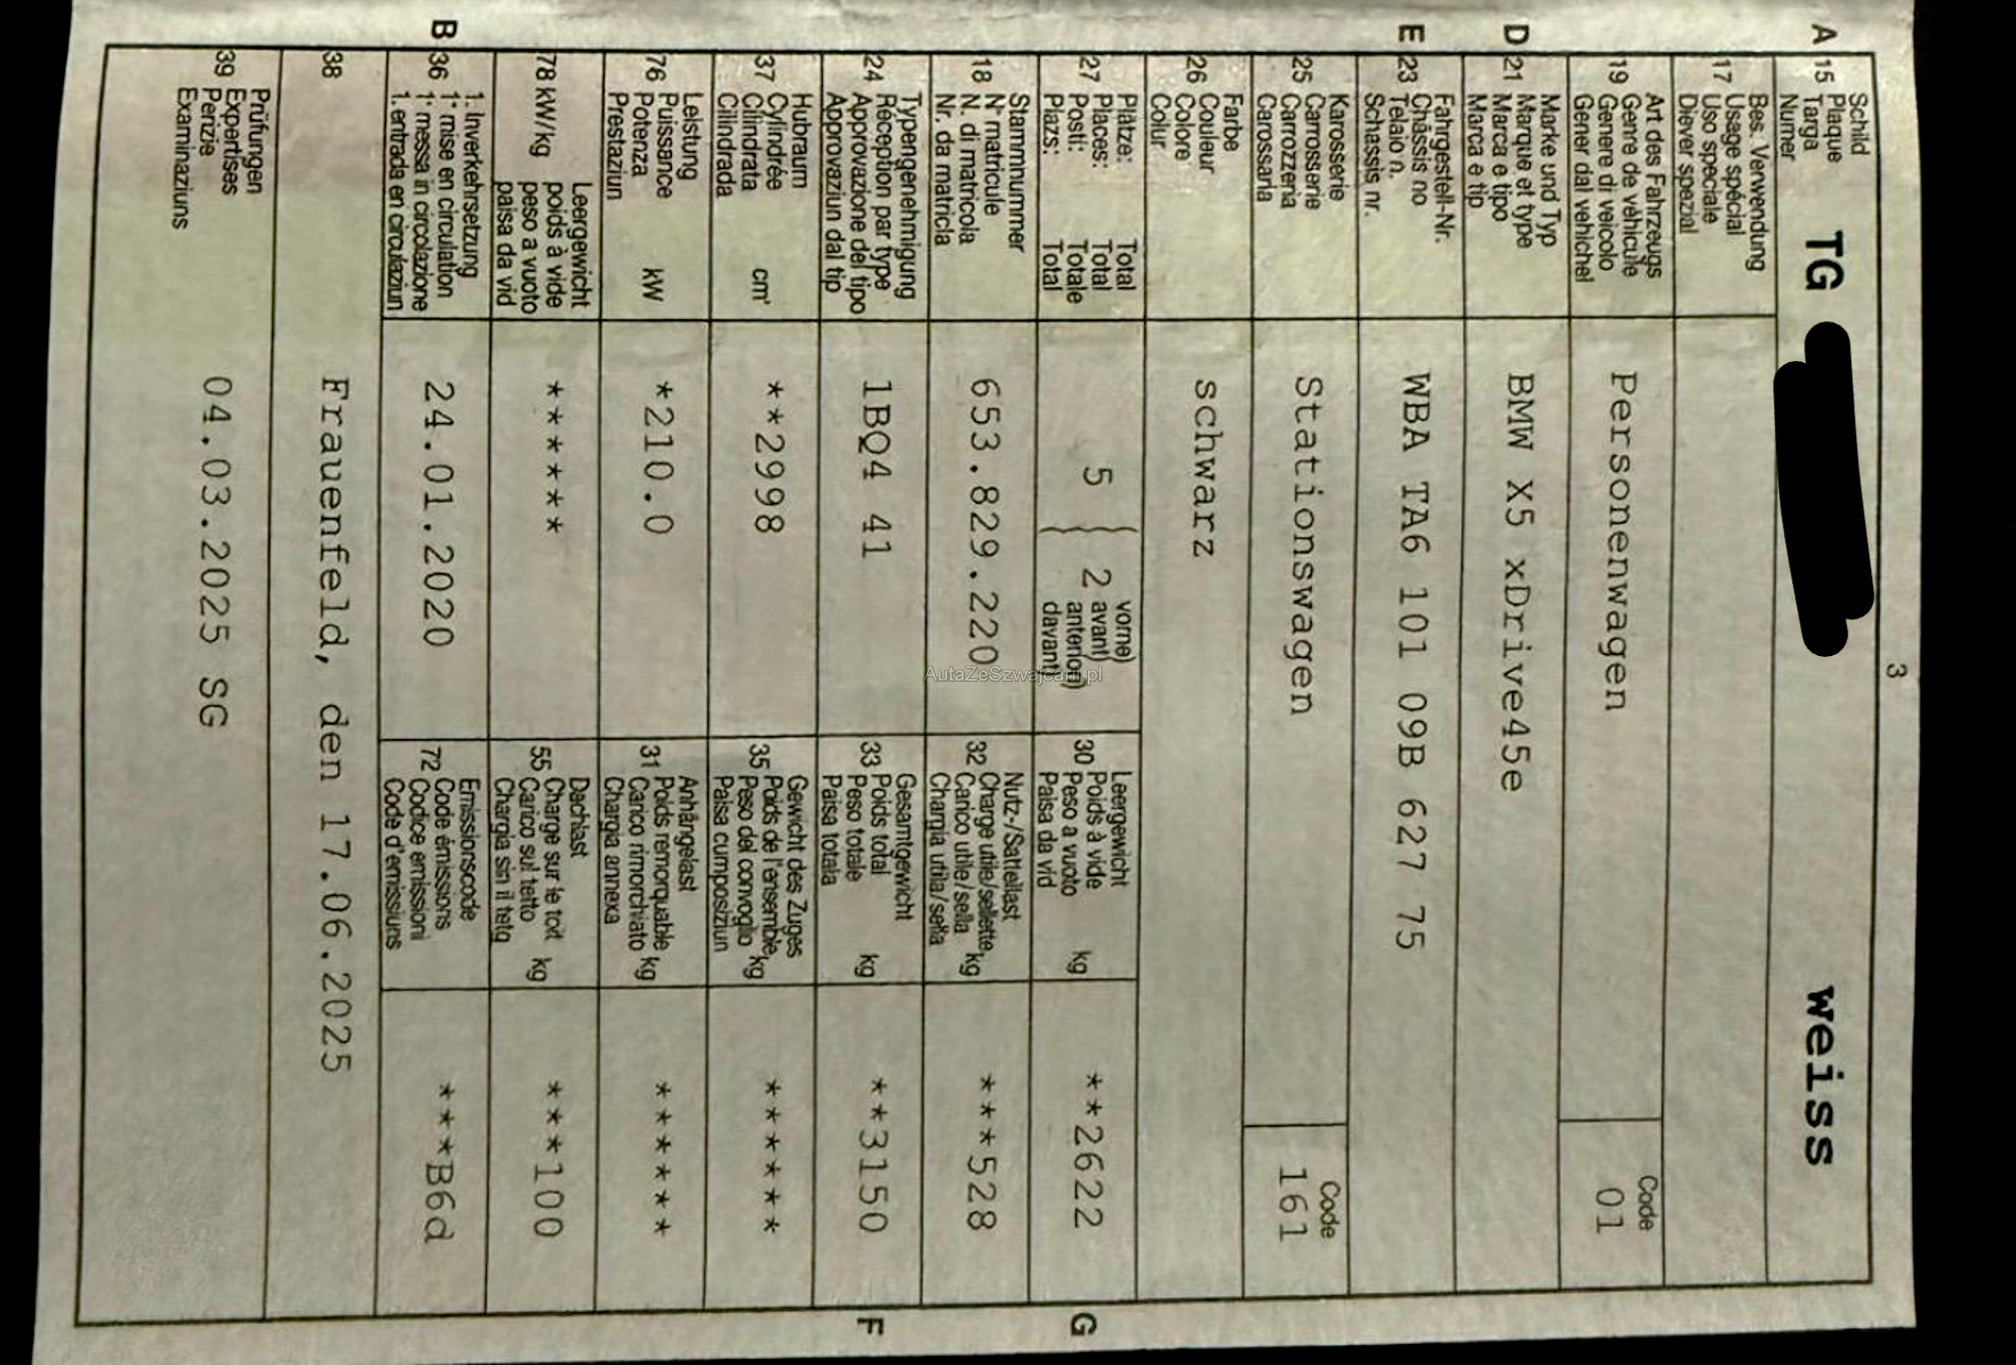 3
A
Schild
15 Plaque
Targa
Numer
TG
weiss
Bes. Verwendung
17 Usage spécial
Uso speciale
Diever spezial
Art des Fahrzeugs
19 Genre de véhicule
Genere di veicolo
Gener dal vehichel
Personenwagen
Code
01
D
Marke und Typ
21 Marque et type
Marca e tipo
Marca e tip
BMW X5 xDrive45e
E
Fahrgestell-Nr.
23 Châssis no
Telaio n.
Schassis nr.
WBA TA6 101 09B 627 75
Karosserie
25 Carrosserie
Carrozzeria
Carossaria
Stationswagen
Code
161
Farbe
26 Couleur
Colore
Colur
schwarz
Plätze: Total
27 Places: Total
Posti: Totale
Plazs: Total
5
2
vorne)
avant)
anteriori)
davant)
Leergewicht
30 Poids à vide
Peso a vuoto kg
Paisa da vid
**2622
G
Stammnummer
18 N° matricule
N. di matricola
Nr. da matricla
653.829.220
Nutz-/Sattellast
32 Charge utile/sellette kg
Carico utile/sella
Chargia utila/sella
***528
Typengenehmigung
24 Réception par type
Approvazione del tipo
Approvaziun dal tip
1BQ4 41
Gesamtgewicht
33 Poids total
Peso totale kg
Paisa totala
**3150
F
Hubraum
37 Cylindrée
Cilindrata cm³
Cilindrada
**2998
Gewicht des Zuges
35 Poids de l'ensemble kg
Peso del convoglio
Paisa cumposiziun
******
Leistung
76 Puissance
Potenza kW
Prestaziun
*210.0
Anhängelast
31 Poids remorquable
Carico rimorchiato kg
Chargia annexa
******
Leergewicht
78 kW/kg poids à vide
peso a vuoto
paisa da vid
******
Dachlast
55 Charge sur le toit
Carico sul tetto kg
Chargia sin il tetg
***100
B
1. Inverkehrsetzung
36 1ʳᵉ mise en circulation
1ª messa in circolazione
1. entrada en circulaziun
24.01.2020
Emissionscode
72 Code émissions
Codice emissioni
Code d'emissiuns
***B6d
38
Frauenfeld, den 17.06.2025
Prüfungen
39 Expertises
Perizie
Examinaziuns
04.03.2025 SG
AutaZeSzwajcarii.pl